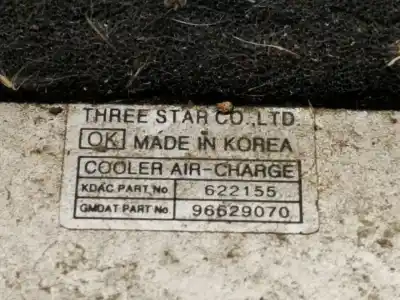 THREE STAR CO.,LTD
OK MADE IN KOREA
COOLER AIR-CHARGE
KDAC PART No 622155
GMDAT PART No 96629070